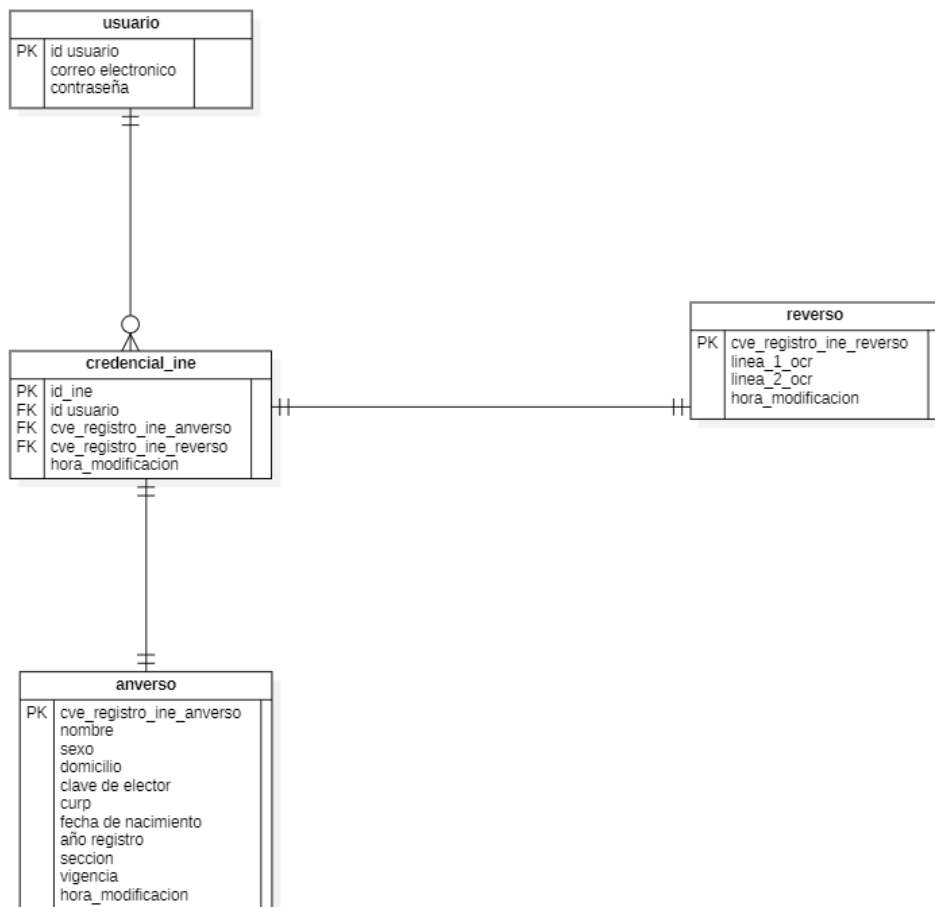 usuario
PK id usuario
correo electronico
contraseña
credencial_ine
PK id_ine
FK id usuario
FK cve_registro_ine_anverso
FK cve_registro_ine_reverso
hora_modificacion
reverso
PK cve_registro_ine_reverso
linea_1_ocr
linea_2_ocr
hora_modificacion
anverso
PK cve_registro_ine_anverso
nombre
sexo
domicilio
clave de elector
curp
fecha de nacimiento
año registro
seccion
vigencia
hora_modificacion